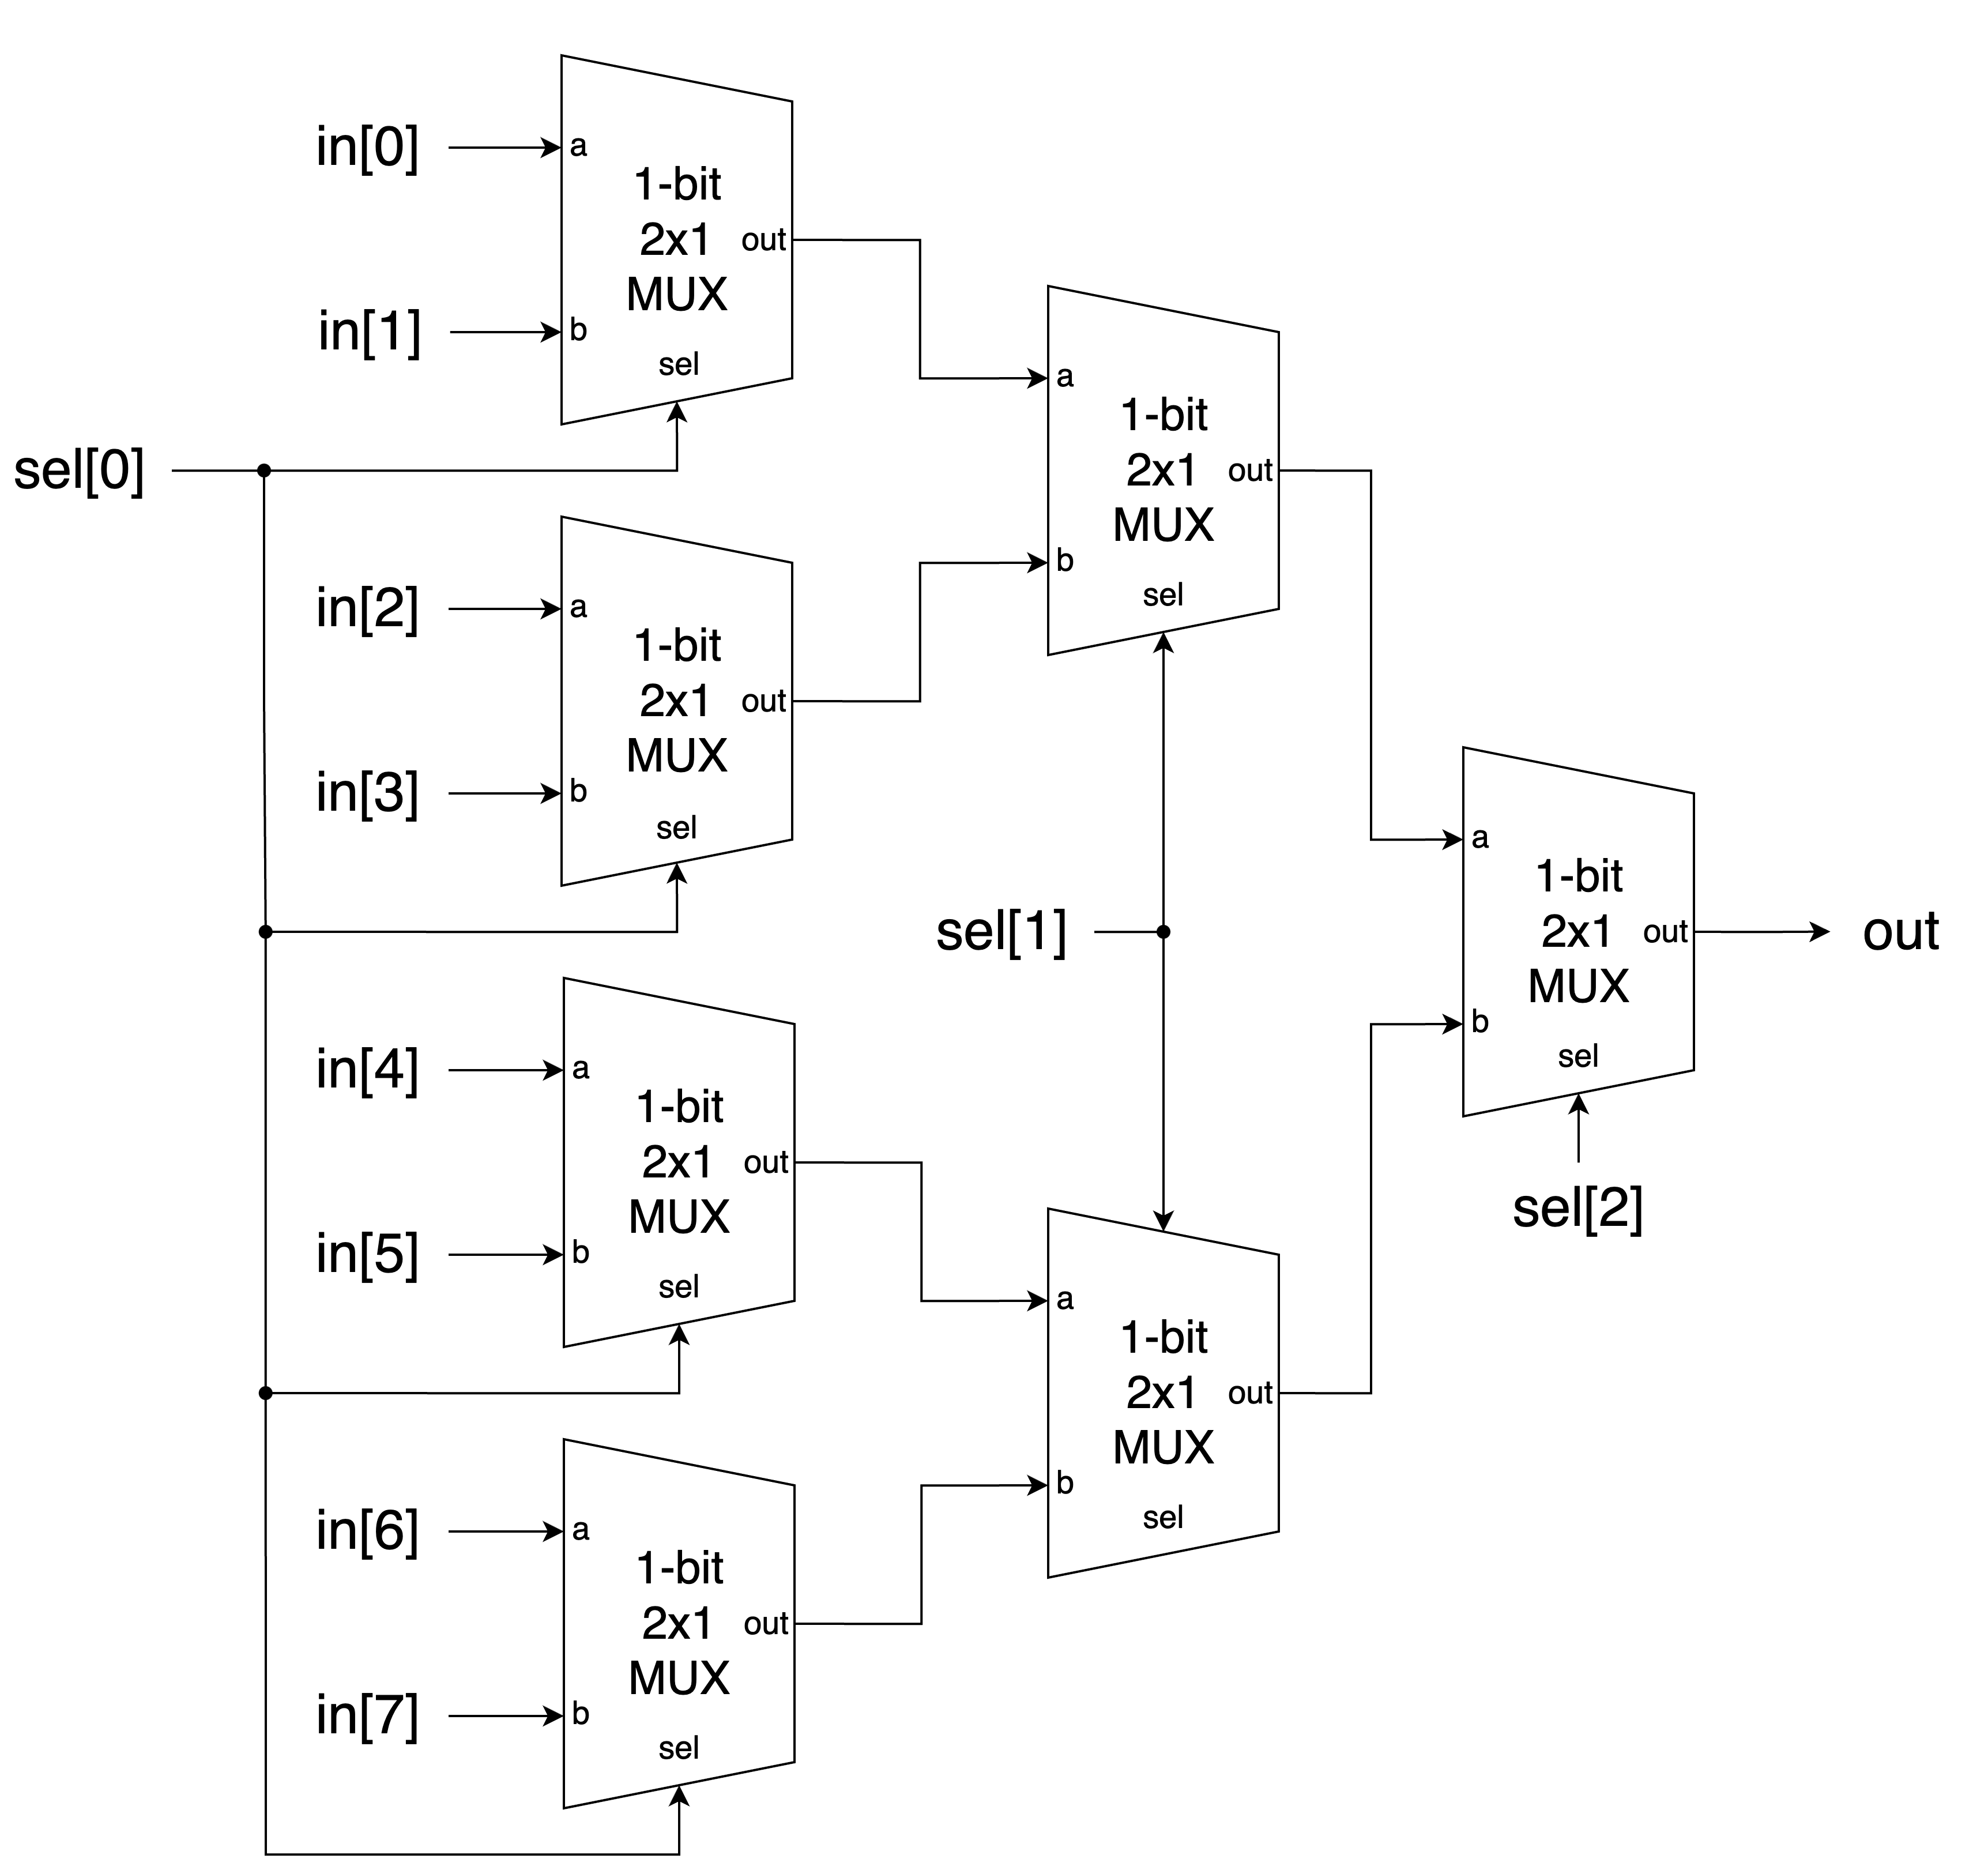 in[0]
a
1-bit
2x1
MUX
out
in[1]
b
sel
sel[0]
in[2]
a
1-bit
2x1
MUX
out
in[3]
b
sel
in[4]
a
1-bit
2x1
MUX
out
in[5]
b
sel
in[6]
a
1-bit
2x1
MUX
out
in[7]
b
sel
a
1-bit
2x1
MUX
out
b
sel
sel[1]
a
1-bit
2x1
MUX
out
b
sel
a
1-bit
2x1
MUX
out
b
sel
sel[2]
out